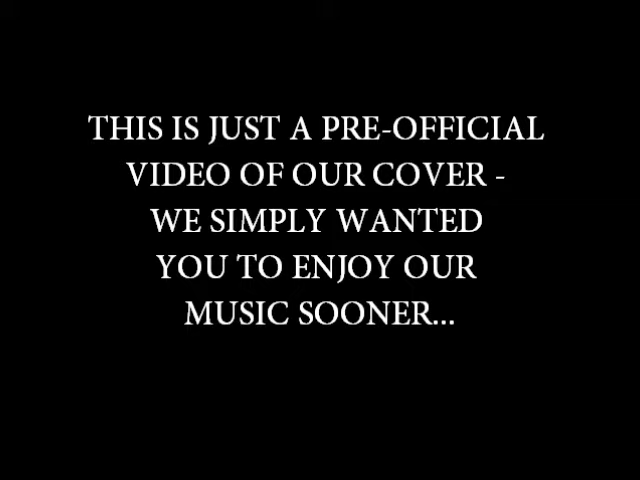 THIS IS JUST A PRE-OFFICIAL
VIDEO OF OUR COVER -
WE SIMPLY WANTED
YOU TO ENJOY OUR
MUSIC SOONER...